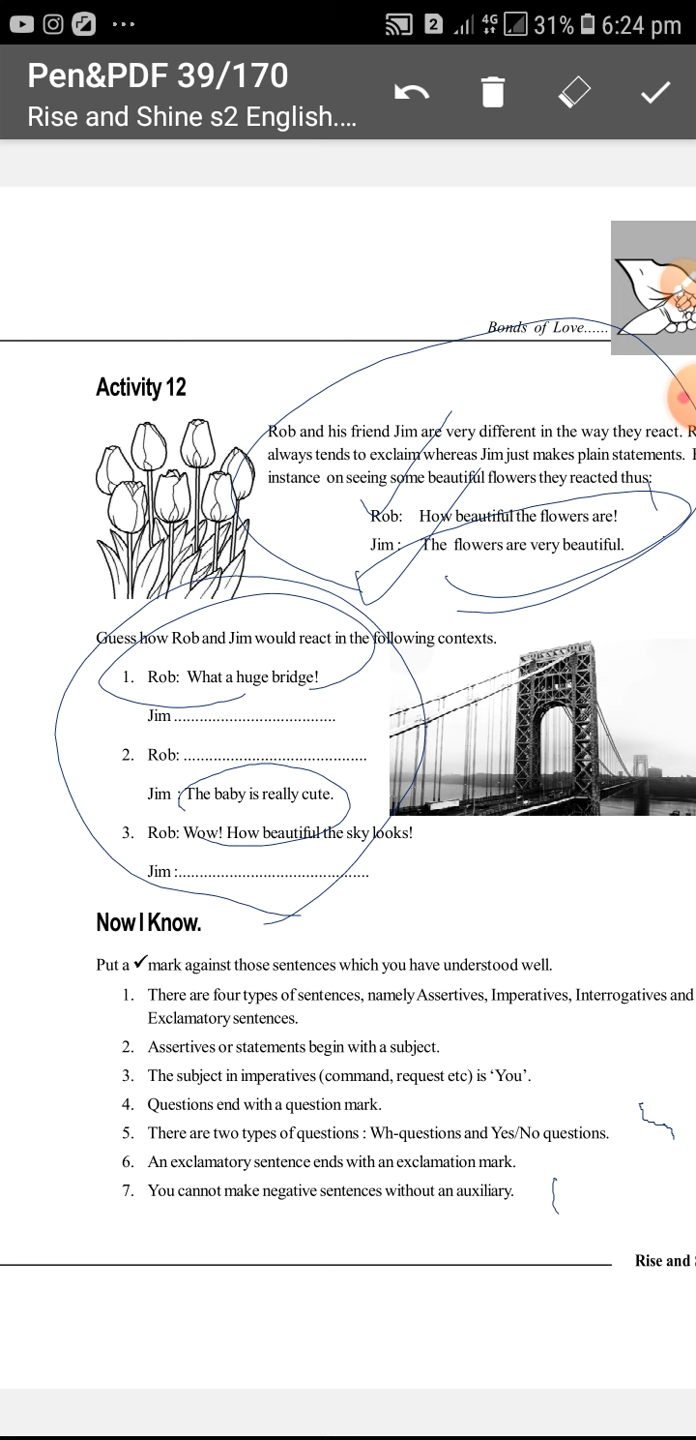 4G 31% 6:24 pm
2
Pen&PDF 39/170
Rise and Shine s2 English....
Bonds of Love......
Activity 12
Rob and his friend Jim are very different in the way they react. R
always tends to exclaim whereas Jim just makes plain statements.
instance on seeing some beautiful flowers they reacted thus:
Rob: How beautiful the flowers are!
Jim : The flowers are very beautiful.
Guess how Rob and Jim would react in the following contexts.
1. Rob: What a huge bridge!
Jim ......................................
2. Rob: ...........................................
Jim : The baby is really cute.
3. Rob: Wow! How beautiful the sky looks!
Jim :.............................................
Now I Know.
Put a ✓ mark against those sentences which you have understood well.
1. There are four types of sentences, namely Assertives, Imperatives, Interrogatives and
Exclamatory sentences.
2. Assertives or statements begin with a subject.
3. The subject in imperatives (command, request etc) is ‘You’.
4. Questions end with a question mark.
5. There are two types of questions : Wh-questions and Yes/No questions.
6. An exclamatory sentence ends with an exclamation mark.
7. You cannot make negative sentences without an auxiliary.
Rise and